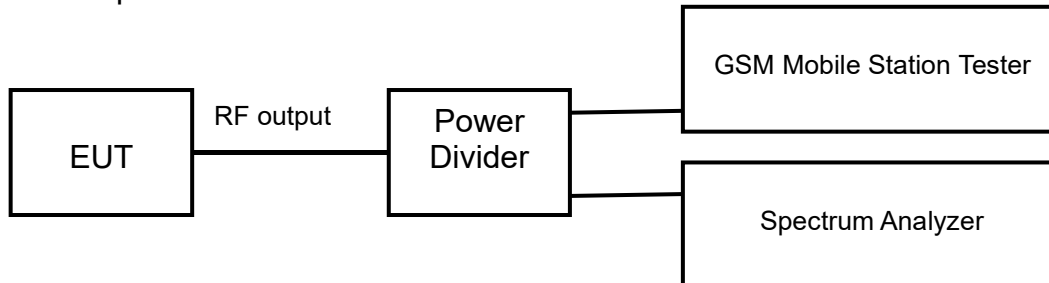 GSM Mobile Station Tester
EUT
RF output
Power
Divider
Spectrum Analyzer